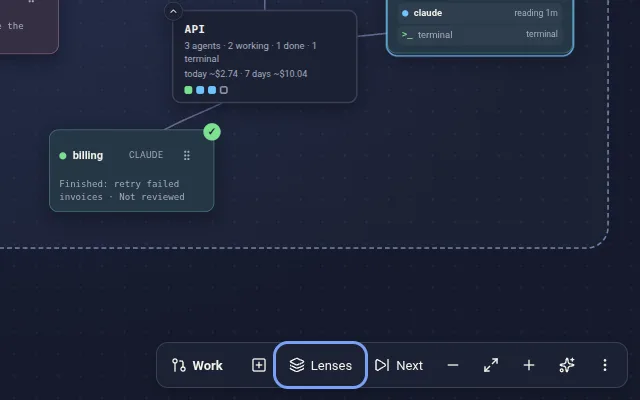 e the
API
3 agents · 2 working · 1 done · 1
terminal
today ~$2.74 · 7 days ~$10.04
claude reading 1m
>_ terminal terminal
billing CLAUDE
Finished: retry failed
invoices · Not reviewed
Work Lenses Next